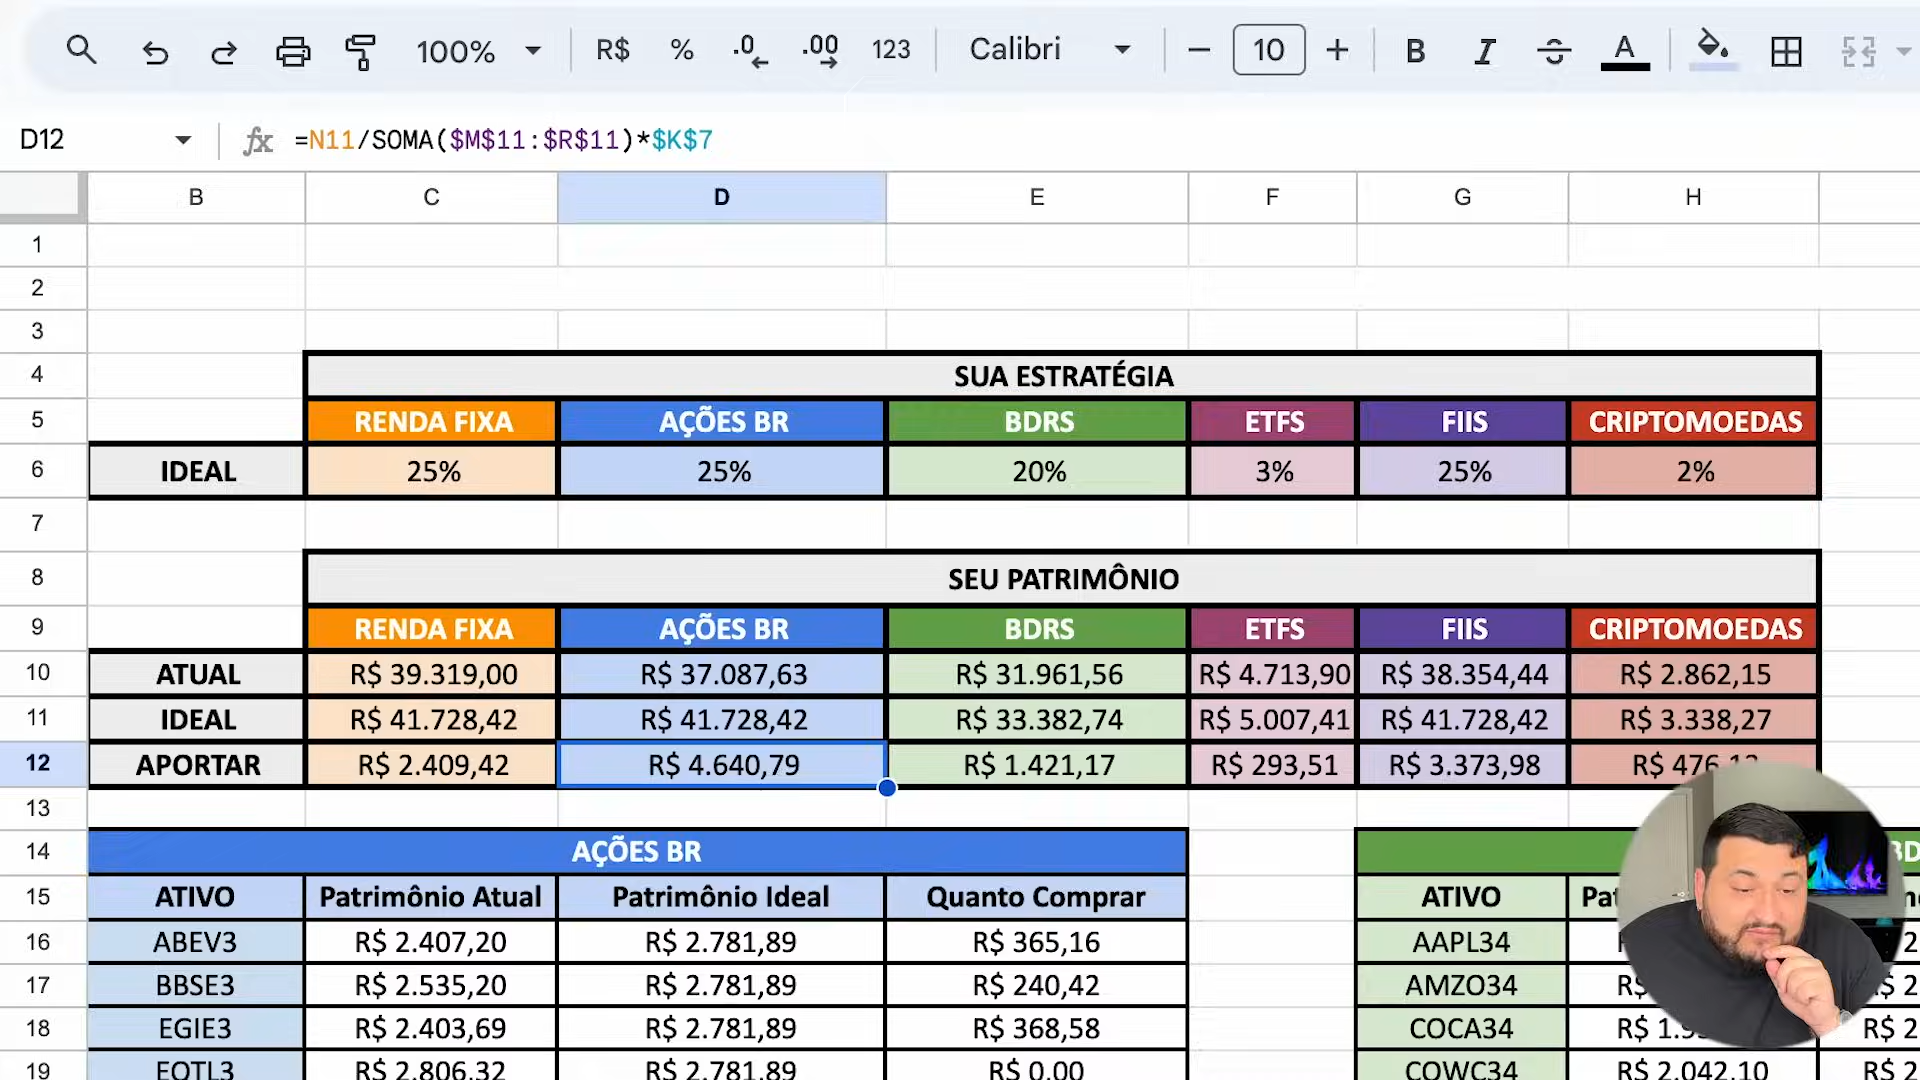 100% R$ % .0 .00 123 Calibri 10 B I A
D12 fx =N11/SOMA($M$11:$R$11)*$K$7
B C D E F G H
1
2
3
4 SUA ESTRATÉGIA
5 RENDA FIXA AÇÕES BR BDRS ETFS FIIS CRIPTOMOEDAS
6 IDEAL 25% 25% 20% 3% 25% 2%
7
8 SEU PATRIMÔNIO
9 RENDA FIXA AÇÕES BR BDRS ETFS FIIS CRIPTOMOEDAS
10 ATUAL R$ 39.319,00 R$ 37.087,63 R$ 31.961,56 R$ 4.713,90 R$ 38.354,44 R$ 2.862,15
11 IDEAL R$ 41.728,42 R$ 41.728,42 R$ 33.382,74 R$ 5.007,41 R$ 41.728,42 R$ 3.338,27
12 APORTAR R$ 2.409,42 R$ 4.640,79 R$ 1.421,17 R$ 293,51 R$ 3.373,98 R$
13
14 AÇÕES BR
15 ATIVO Patrimônio Atual Patrimônio Ideal Quanto Comprar ATIVO
16 ABEV3 R$ 2.407,20 R$ 2.781,89 R$ 365,16 AAPL34
17 BBSE3 R$ 2.535,20 R$ 2.781,89 R$ 240,42 AMZO34
18 EGIE3 R$ 2.403,69 R$ 2.781,89 R$ 368,58 COCA34
19 EQTL3 R$ 2.806,32 R$ 2.781,89 R$ 0,00 COWC34 R$ 2.042,10